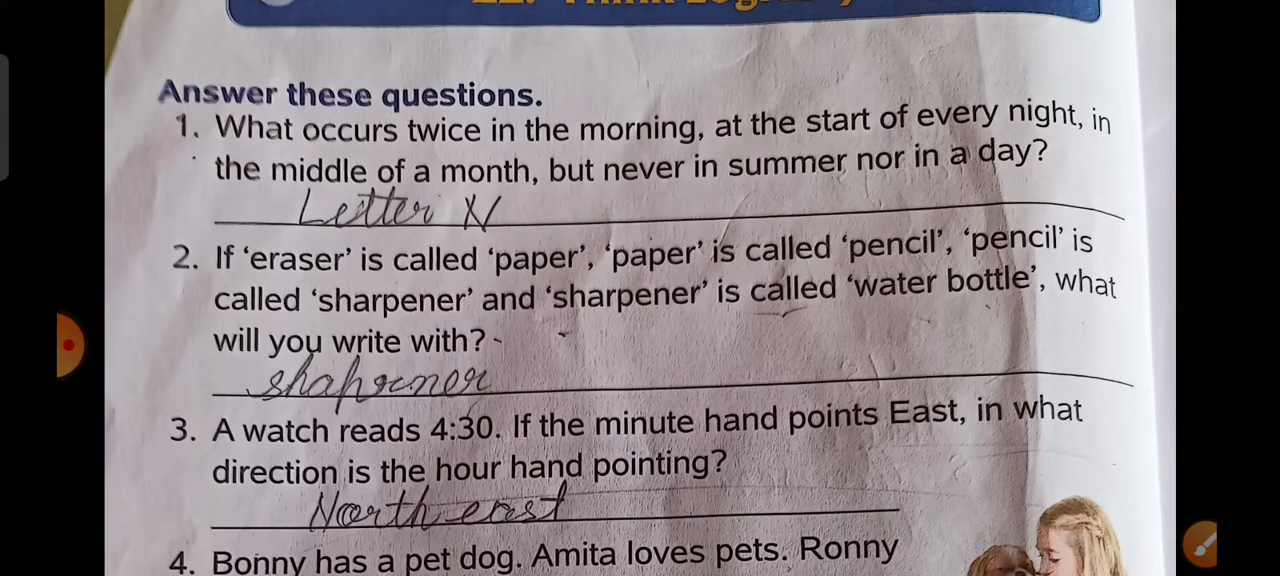 Answer these questions.
1. What occurs twice in the morning, at the start of every night, in
the middle of a month, but never in summer nor in a day?
Letter N
2. If 'eraser' is called 'paper', 'paper' is called 'pencil', 'pencil' is
called 'sharpener' and 'sharpener' is called 'water bottle', what
will you write with?
shaprener
3. A watch reads 4:30. If the minute hand points East, in what
direction is the hour hand pointing?
North east
4. Bonny has a pet dog. Amita loves pets. Ronny